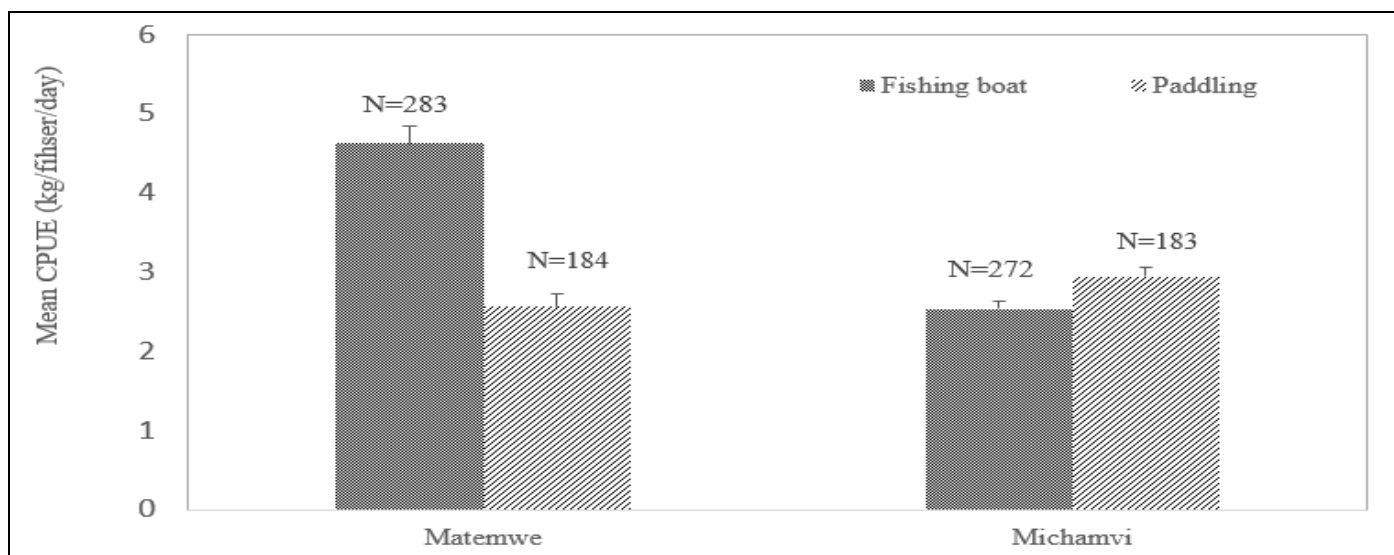 Mean CPUE (kg/fihser/day)
6
5
4
3
2
1
0
Fishing boat
Paddling
N=283
N=184
N=272
N=183
Matemwe
Michamvi